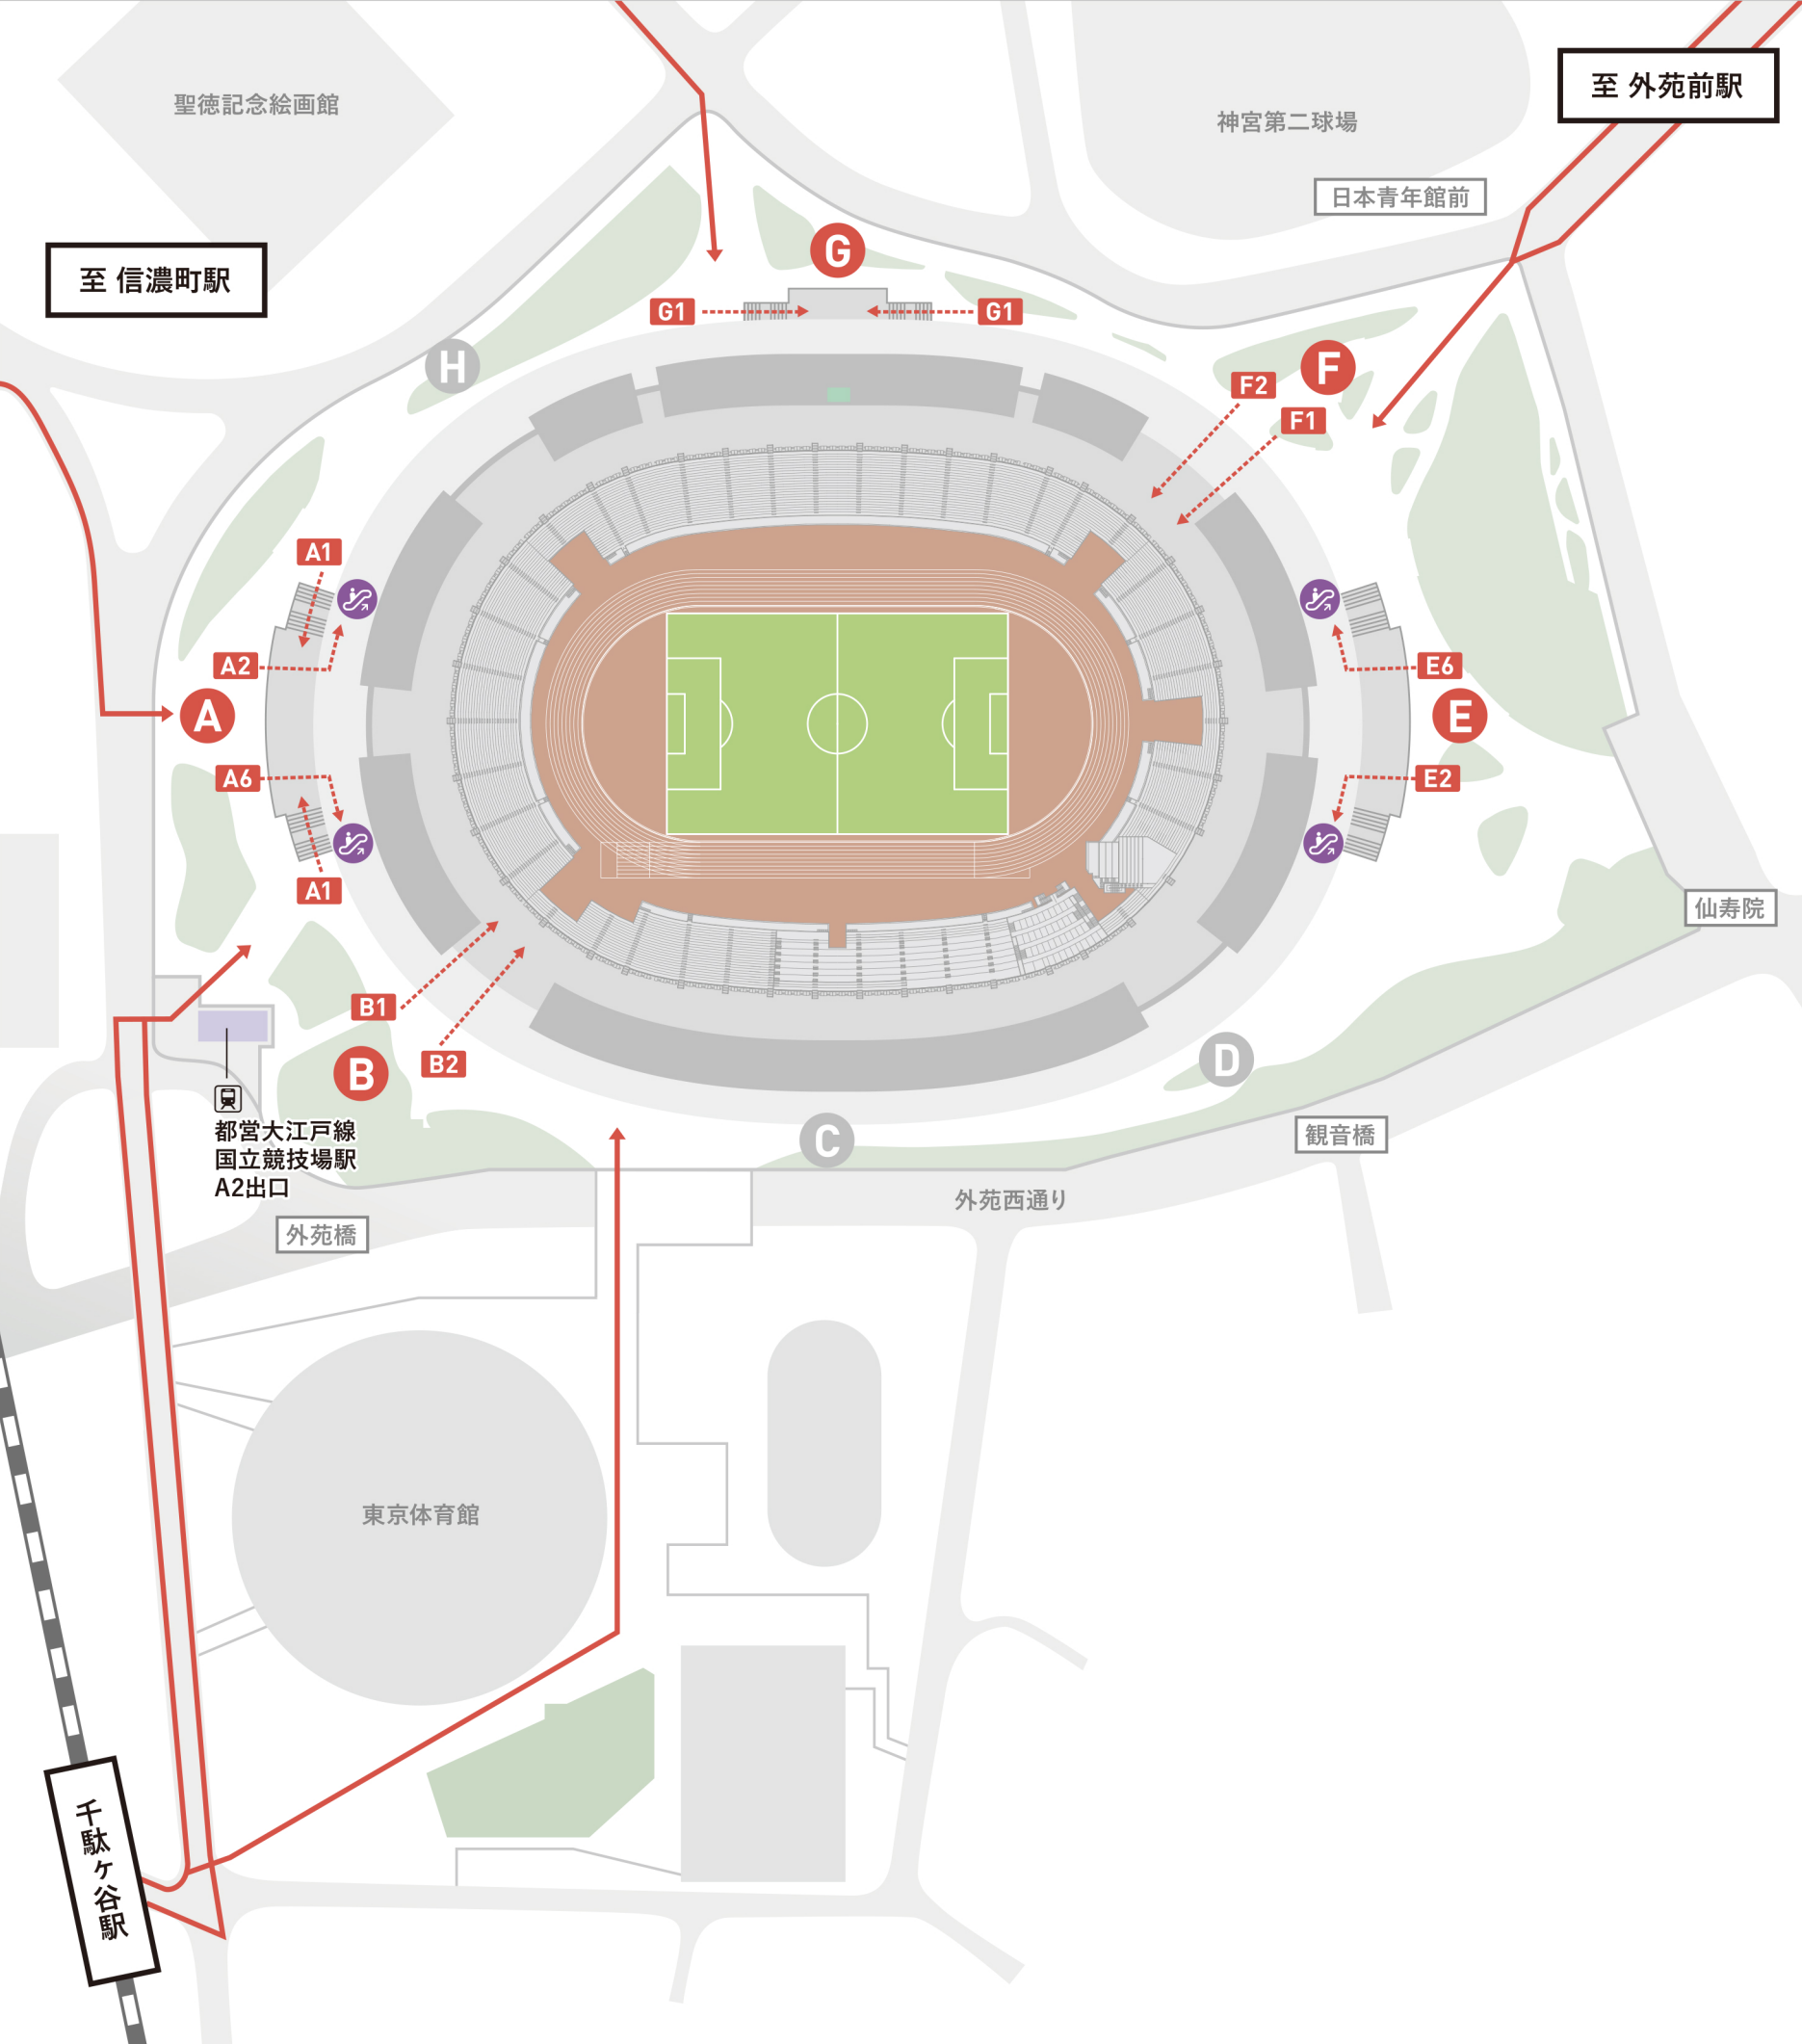 聖徳記念絵画館
至 外苑前駅
神宮第二球場
日本青年館前
至 信濃町駅
G
G1
G1
H
F
F2
F1
A1
A2
A
A6
A1
E6
E
E2
仙寿院
B1
B2
B
D
C
都営大江戸線
国立競技場駅
A2出口
観音橋
外苑西通り
外苑橋
東京体育館
千駄ヶ谷駅